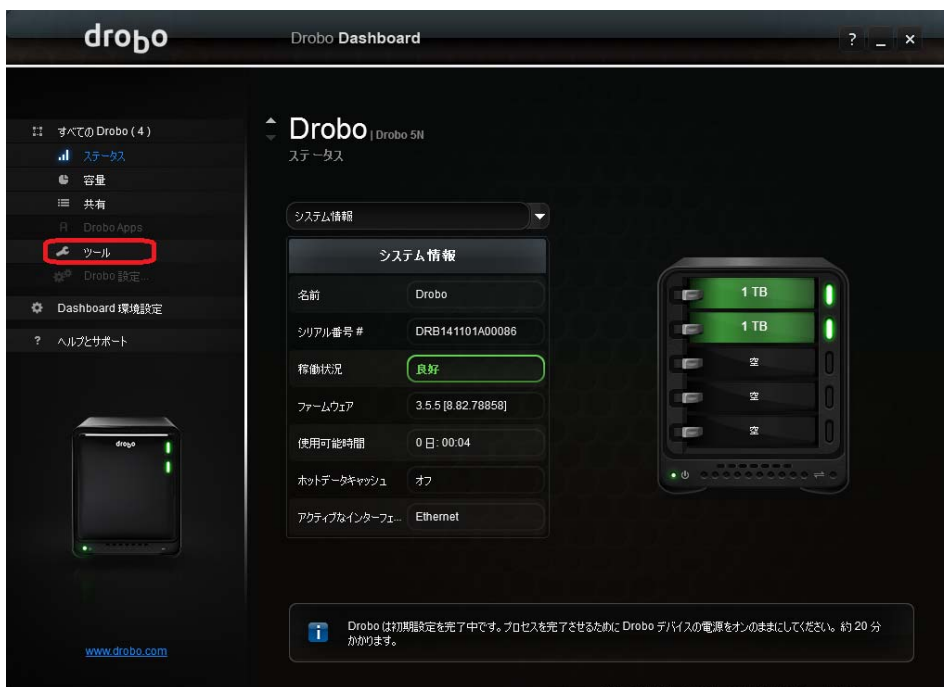 drobo
Drobo Dashboard
? _ ×
すべての Drobo ( 4 )
ステータス
容量
共有
Drobo Apps
ツール
Drobo 設定...
Dashboard 環境設定
? ヘルプとサポート
drobo
www.drobo.com
Drobo | Drobo 5N
ステータス
システム情報
システム情報
名前 Drobo
シリアル番号 # DRB141101A00086
稼働状況 良好
ファームウェア 3.5.5 [8.82.78858]
使用可能時間 0 日: 00:04
ホットデータキャッシュ オフ
アクティブなインターフェ... Ethernet
1 TB
1 TB
空
空
空
Drobo は初期設定を完了中です。プロセスを完了させるために Drobo デバイスの電源をオンのままにしてください。約 20 分
かかります。